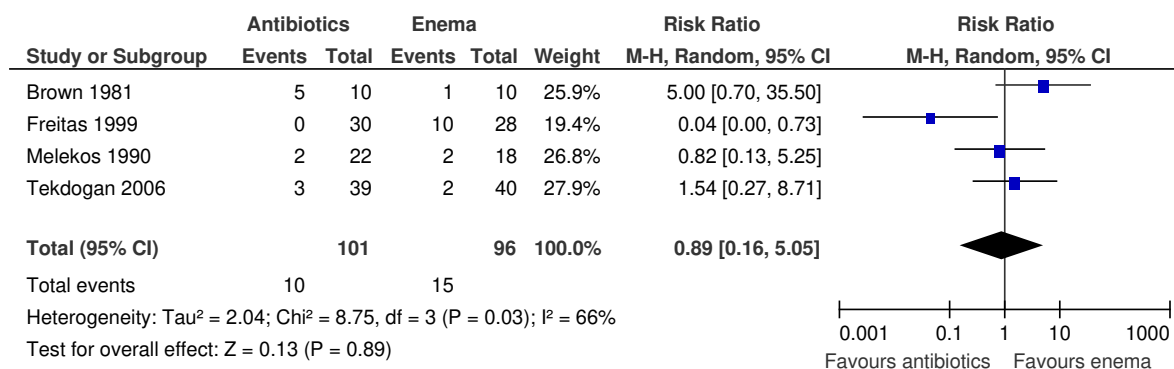 Antibiotics Enema Risk Ratio Risk Ratio
Study or Subgroup Events Total Events Total Weight M-H, Random, 95% CI M-H, Random, 95% CI
Brown 1981 5 10 1 10 25.9% 5.00 [0.70, 35.50]
Freitas 1999 0 30 10 28 19.4% 0.04 [0.00, 0.73]
Melekos 1990 2 22 2 18 26.8% 0.82 [0.13, 5.25]
Tekdogan 2006 3 39 2 40 27.9% 1.54 [0.27, 8.71]
Total (95% CI) 101 96 100.0% 0.89 [0.16, 5.05]
Total events 10 15
Heterogeneity: Tau² = 2.04; Chi² = 8.75, df = 3 (P = 0.03); I² = 66%
Test for overall effect: Z = 0.13 (P = 0.89)
0.001 0.1 1 10 1000
Favours antibiotics Favours enema